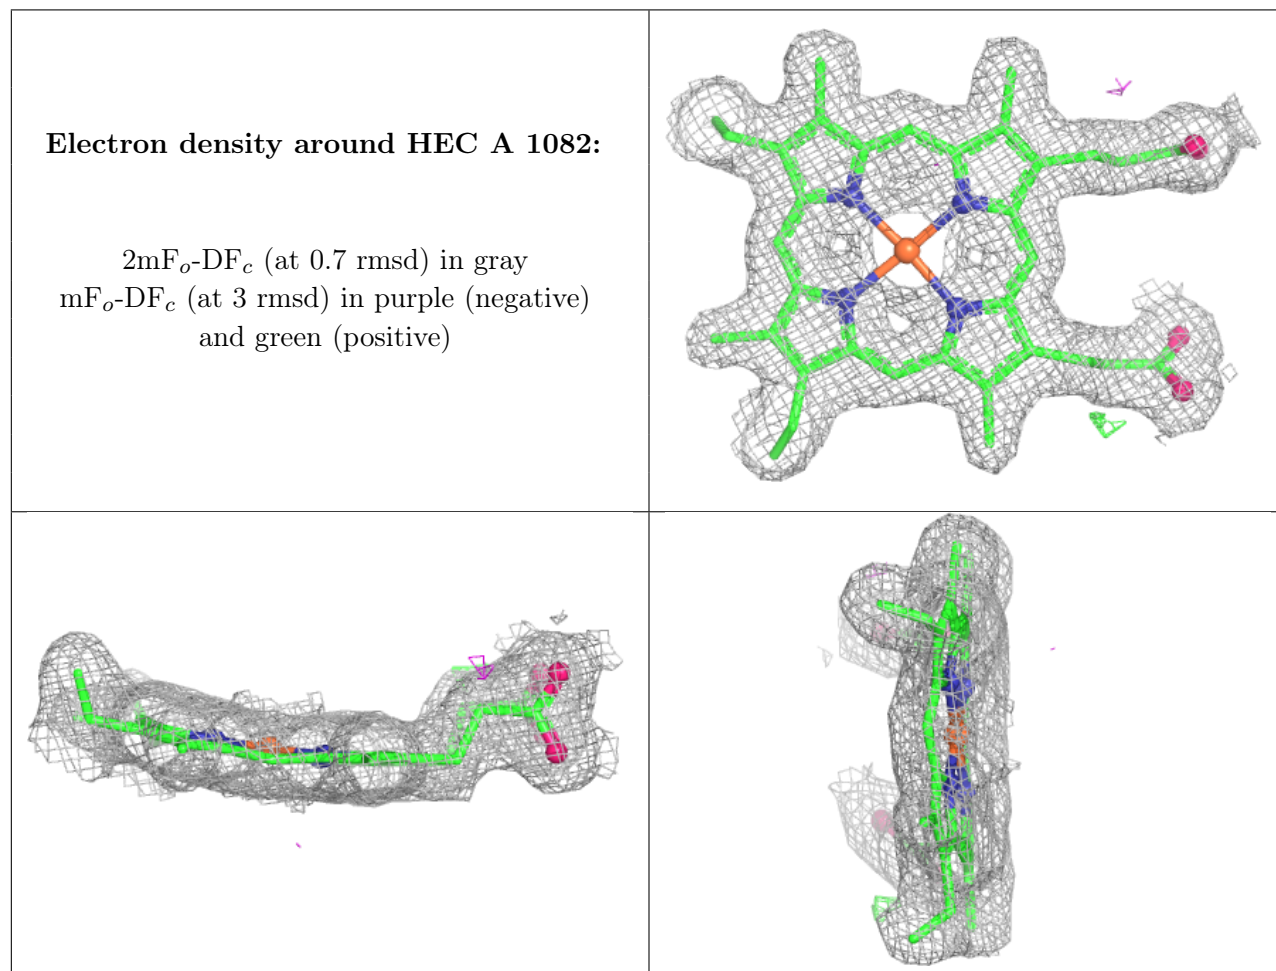 Electron density around HEC A 1082:
2mFo-DFc (at 0.7 rmsd) in gray
mFo-DFc (at 3 rmsd) in purple (negative)
and green (positive)